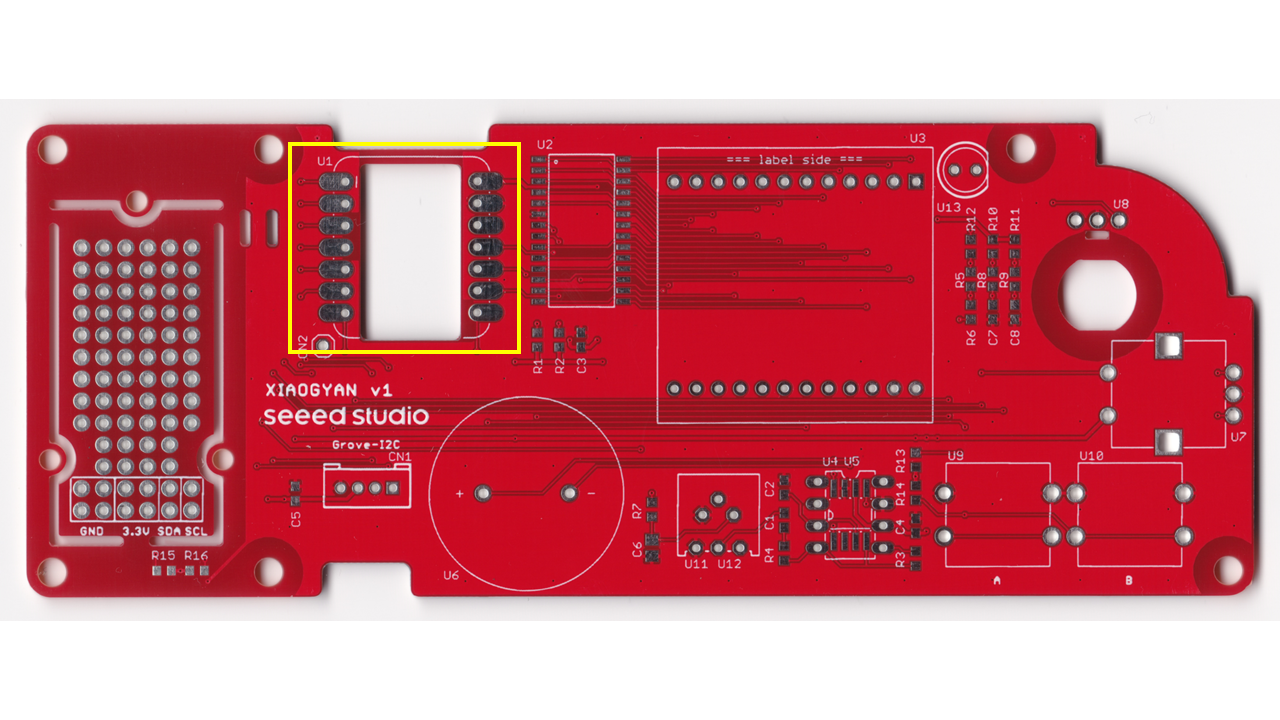 U1
U2
U3
=== label side ===
U13
R12
R10
R11
U8
R5
R8
R9
R6
C7
C8
CN2
R1
R2
C3
XIAOGYAN v1
seeed studio
Grove-I2C
CN1
U7
C5
+
-
U6
R7
C6
U11 U12
C2
C1
R4
U4 U5
R13
R14
C4
R3
U9
U10
A
B
GND 3.3V SDA SCL
R15 R16